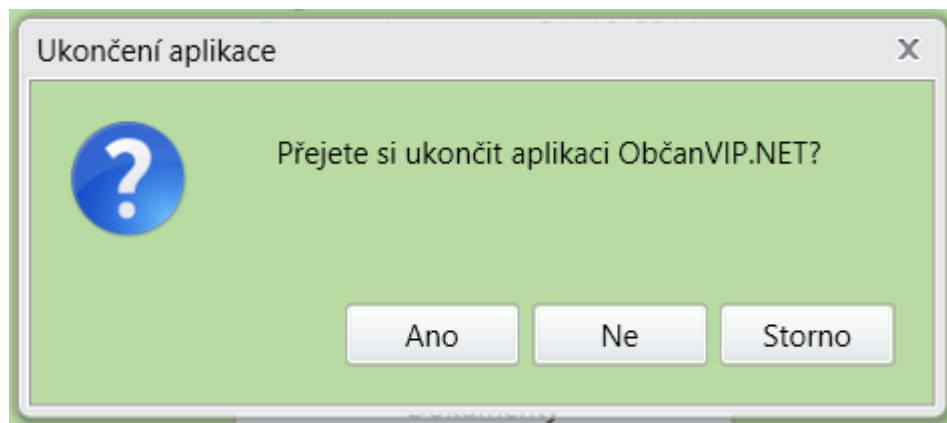 Ukončení aplikace
Přejete si ukončit aplikaci ObčanVIP.NET?
Ano Ne Storno